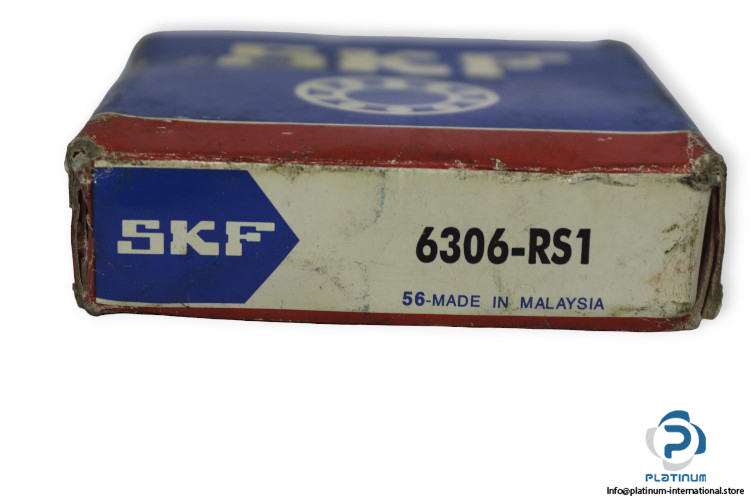 SKF
SKF
6306-RS1
56-MADE IN MALAYSIA
PLATINUM
Info@platinum-international.store